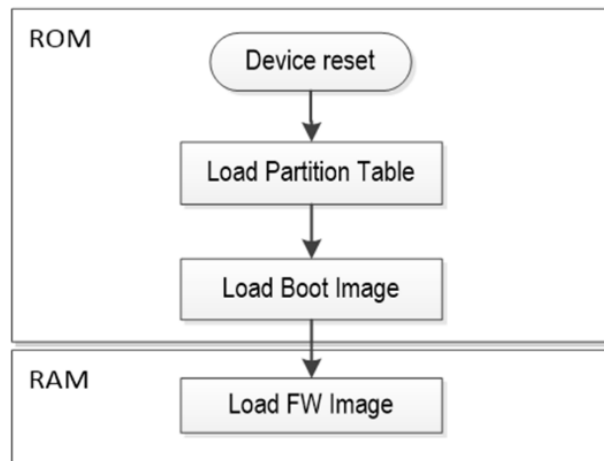 ROM
Device reset
Load Partition Table
Load Boot Image
RAM
Load FW Image